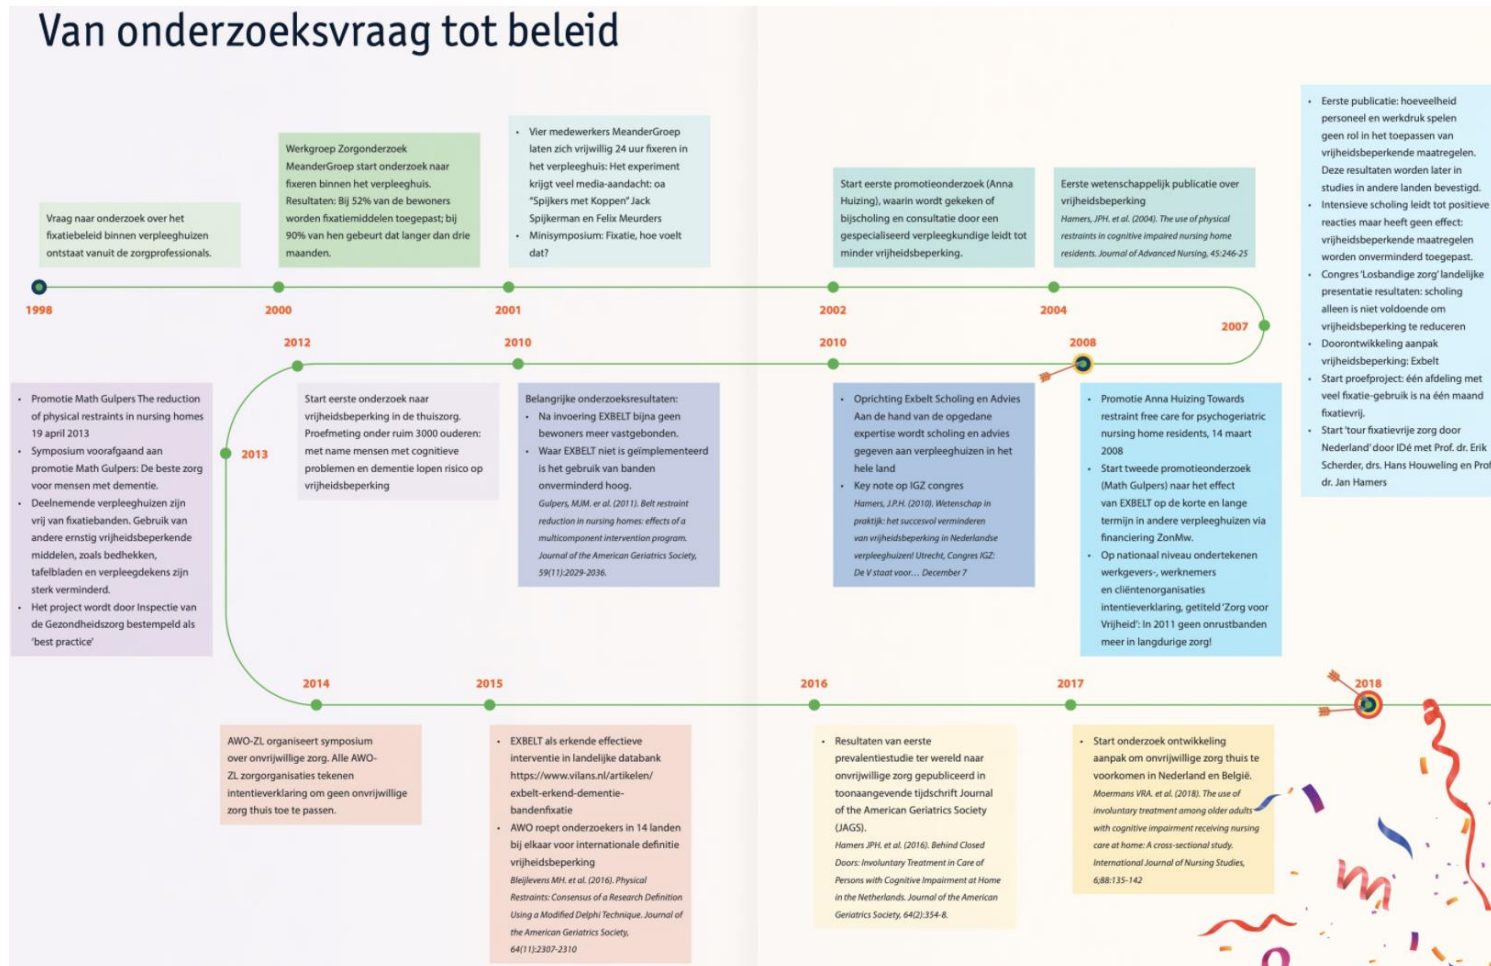 Van onderzoeksvraag tot beleid
Vraag naar onderzoek over het
fixatiebeleid binnen verpleeghuizen
ontstaat vanuit de zorgprofessionals.
1998
Werkgroep Zorgonderzoek
MeanderGroep start onderzoek naar
fixeren binnen het verpleeghuis.
Resultaten: Bij 52% van de bewoners
worden fixatiemiddelen toegepast; bij
90% van hen gebeurt dat langer dan drie
maanden.
2000
• Vier medewerkers MeanderGroep
laten zich vrijwillig 24 uur fixeren in
het verpleeghuis: Het experiment
krijgt veel media-aandacht: oa
"Spijkers met Koppen" Jack
Spijkerman en Felix Meurders
• Minisymposium: Fixatie, hoe voelt
dat?
2001
Start eerste promotieonderzoek (Anna
Huizing), waarin wordt gekeken of
bijscholing en consultatie door een
gespecialiseerd verpleegkundige leidt tot
minder vrijheidsbeperking.
2002
Eerste wetenschappelijk publicatie over
vrijheidsbeperking
Hamers, JPH. et al. (2004). The use of physical
restraints in cognitive impaired nursing home
residents. Journal of Advanced Nursing, 45:246-25
2004
2007
• Eerste publicatie: hoeveelheid
personeel en werkdruk spelen
geen rol in het toepassen van
vrijheidsbeperkende maatregelen.
Deze resultaten worden later in
studies in andere landen bevestigd.
• Intensieve scholing leidt tot positieve
reacties maar heeft geen effect:
vrijheidsbeperkende maatregelen
worden onverminderd toegepast.
• Congres 'Losbandige zorg' landelijke
presentatie resultaten: scholing
alleen is niet voldoende om
vrijheidsbeperking te reduceren
• Doorontwikkeling aanpak
vrijheidsbeperking: Exbelt
• Start proefproject: één afdeling met
veel fixatie-gebruik is na één maand
fixatievrij.
• Start 'tour fixatievrije zorg door
Nederland' door IDé met Prof. dr. Erik
Scherder, drs. Hans Houweling en Prof
dr. Jan Hamers
2008
• Promotie Anna Huizing Towards
restraint free care for psychogeriatric
nursing home residents, 14 maart
2008
• Start tweede promotieonderzoek
(Math Gulpers) naar het effect
van EXBELT op de korte en lange
termijn in andere verpleeghuizen via
financiering ZonMw.
• Op nationaal niveau ondertekenen
werkgevers-, werknemers
en cliëntenorganisaties
intentieverklaring, getiteld 'Zorg voor
Vrijheid': In 2011 geen onrustbanden
meer in langdurige zorg!
2010
• Oprichting Exbelt Scholing en Advies
Aan de hand van de opgedane
expertise wordt scholing en advies
gegeven aan verpleeghuizen in het
hele land
• Key note op IGZ congres
Hamers, J.P.H. (2010). Wetenschap in
praktijk: het succesvol verminderen
van vrijheidsbeperking in Nederlandse
verpleeghuizen! Utrecht, Congres IGZ:
De V staat voor… December 7
2010
Belangrijke onderzoeksresultaten:
• Na invoering EXBELT bijna geen
bewoners meer vastgebonden.
• Waar EXBELT niet is geïmplementeerd
is het gebruik van banden
onverminderd hoog.
Gulpers, MJM. er al. (2011). Belt restraint
reduction in nursing homes: effects of a
multicomponent intervention program.
Journal of the American Geriatrics Society,
59(11):2029-2036.
2012
Start eerste onderzoek naar
vrijheidsbeperking in de thuiszorg.
Proefmeting onder ruim 3000 ouderen:
met name mensen met cognitieve
problemen en dementie lopen risico op
vrijheidsbeperking
2013
• Promotie Math Gulpers The reduction
of physical restraints in nursing homes
19 april 2013
• Symposium voorafgaand aan
promotie Math Gulpers: De beste zorg
voor mensen met dementie.
• Deelnemende verpleeghuizen zijn
vrij van fixatiebanden. Gebruik van
andere ernstig vrijheidsbeperkende
middelen, zoals bedhekken,
tafelbladen en verpleegdekens zijn
sterk verminderd.
• Het project wordt door Inspectie van
de Gezondheidszorg bestempeld als
'best practice'
2014
AWO-ZL organiseert symposium
over onvrijwillige zorg. Alle AWO-
ZL zorgorganisaties tekenen
intentieverklaring om geen onvrijwillige
zorg thuis toe te passen.
2015
• EXBELT als erkende effectieve
interventie in landelijke databank
https://www.vilans.nl/artikelen/
exbelt-erkend-dementie-
bandenfixatie
• AWO roept onderzoekers in 14 landen
bij elkaar voor internationale definitie
vrijheidsbeperking
Bleijlevens MH. et al. (2016). Physical
Restraints: Consensus of a Research Definition
Using a Modified Delphi Technique. Journal of
the American Geriatrics Society,
64(11):2307-2310
2016
• Resultaten van eerste
prevalentiestudie ter wereld naar
onvrijwillige zorg gepubliceerd in
toonaangevende tijdschrift Journal
of the American Geriatrics Society
(JAGS).
Hamers JPH. et al. (2016). Behind Closed
Doors: Involuntary Treatment in Care of
Persons with Cognitive Impairment at Home
in the Netherlands. Journal of the American
Geriatrics Society, 64(2):354-8.
2017
• Start onderzoek ontwikkeling
aanpak om onvrijwillige zorg thuis te
voorkomen in Nederland en België.
Moermans VRA. et al. (2018). The use of
involuntary treatment among older adults
with cognitive impairment receiving nursing
care at home: A cross-sectional study.
International Journal of Nursing Studies,
6;88:135-142
2018